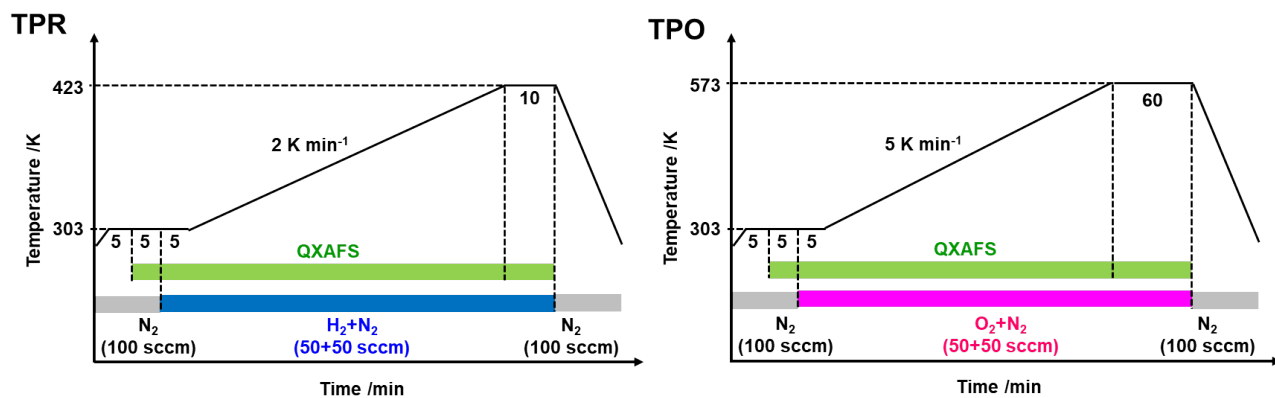 TPR
423
10
2 K min⁻¹
Temperature /K
303
5 5 5
QXAFS
N₂
(100 sccm)
H₂+N₂
(50+50 sccm)
N₂
(100 sccm)
Time /min
TPO
573
60
5 K min⁻¹
Temperature /K
303
5 5 5
QXAFS
N₂
(100 sccm)
O₂+N₂
(50+50 sccm)
N₂
(100 sccm)
Time /min